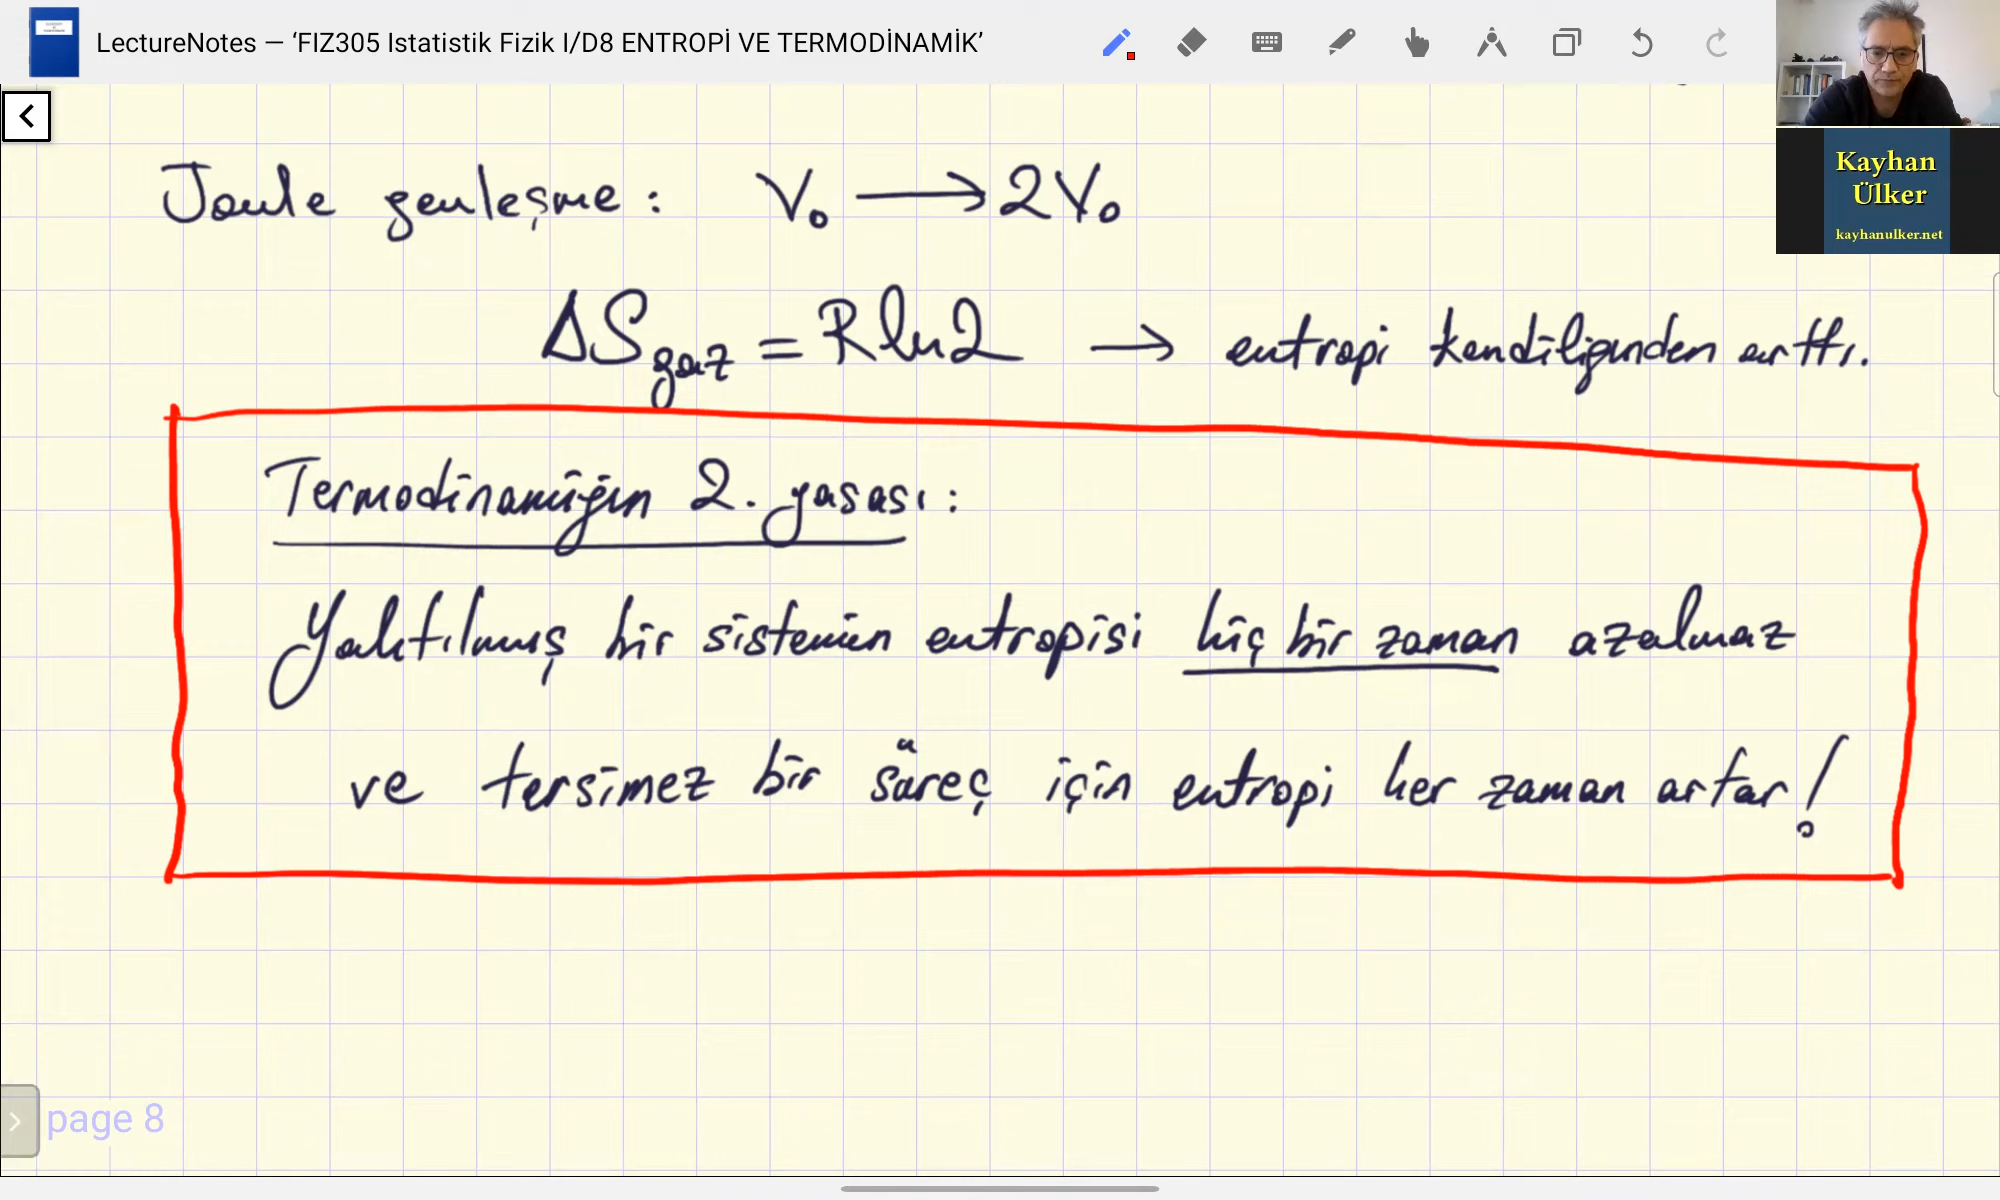 LectureNotes — ‘FIZ305 Istatistik Fizik I/D8 ENTROPİ VE TERMODİNAMİK’
Kayhan
Ülker
kayhanulker.net
Joule genleşme: V₀ ⟶ 2V₀
ΔS_gaz = R ln 2 → entropi kendiliğinden arttı.
Termodinamiğin 2. yasası:
Yalıtılmış bir sistemin entropisi hiç bir zaman azalmaz
ve tersinmez bir süreç için entropi her zaman artar!
page 8